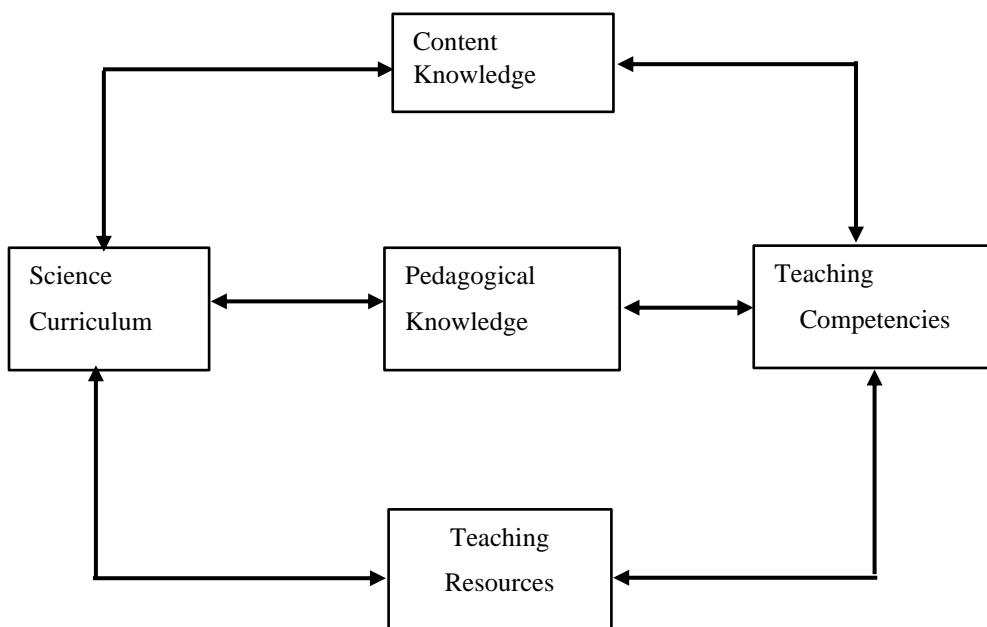 Content
Knowledge
Science
Curriculum
Pedagogical
Knowledge
Teaching
Competencies
Teaching
Resources